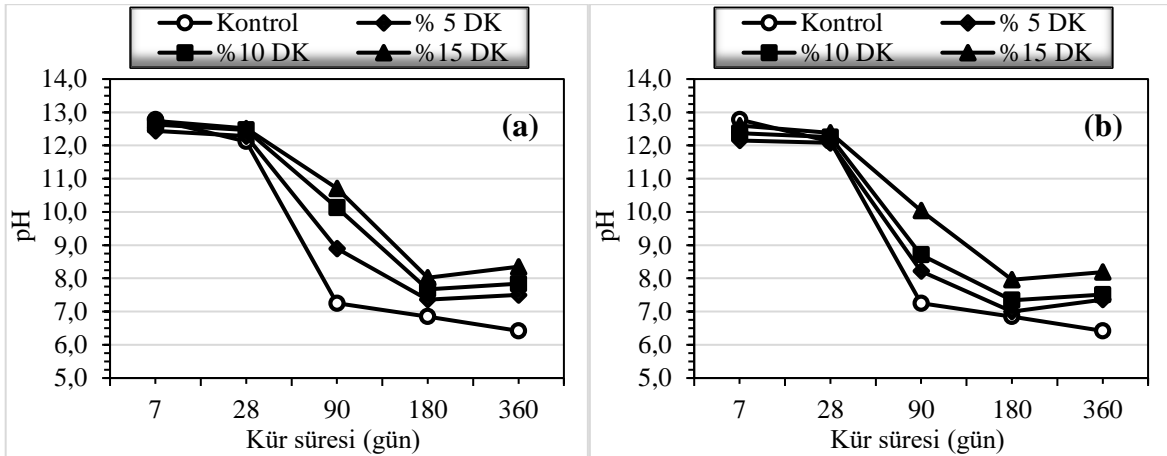 Kontrol % 5 DK
%10 DK %15 DK
14,0
13,0
12,0
11,0
10,0
9,0
8,0
7,0
6,0
5,0
pH
(a)
7 28 90 180 360
Kür süresi (gün)
Kontrol % 5 DK
%10 DK %15 DK
14,0
13,0
12,0
11,0
10,0
9,0
8,0
7,0
6,0
5,0
pH
(b)
7 28 90 180 360
Kür süresi (gün)